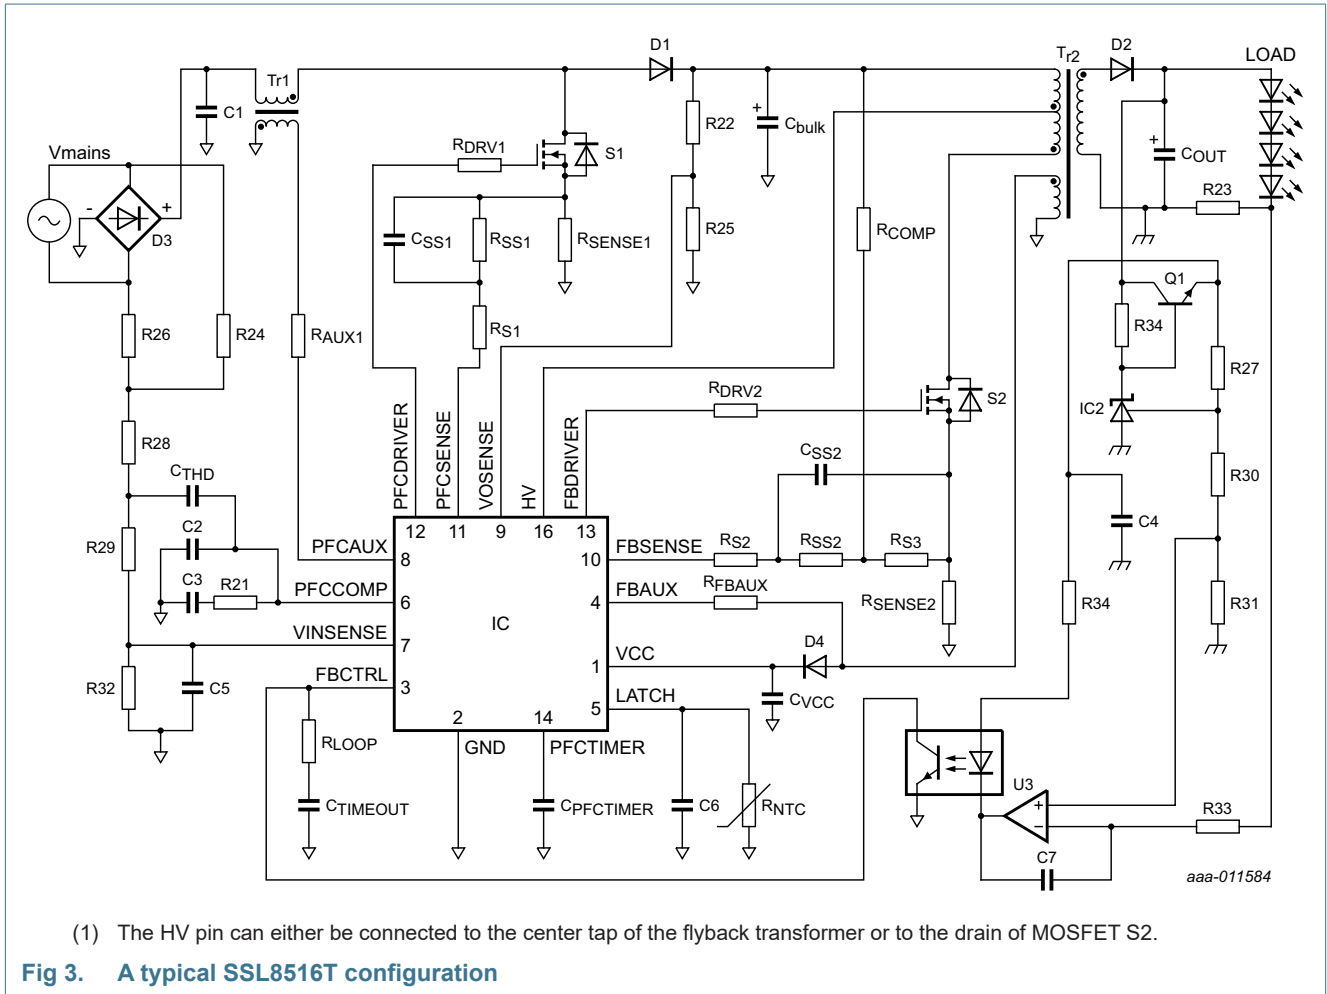 D1
Tr2
D2
LOAD
Tr1
C1
R22
+
Cbulk
RDRV1
S1
+
COUT
Vmains
-
+
D3
R23
CSS1
RSS1
RSENSE1
R25
RCOMP
Q1
R26
R24
RAUX1
RS1
R34
R27
RDRV2
S2
IC2
R28
CTHD
PFCDRIVER
PFCSENSE
VOSENSE
HV
FBDRIVER
CSS2
R30
C4
12
11
9
16
13
R29
C2
PFCAUX
8
10
FBSENSE
RS2
RSS2
RS3
C3
R21
PFCCOMP
6
4
FBAUX
RFBAUX
RSENSE2
R34
R31
IC
VINSENSE
7
1
VCC
D4
R32
C5
FBCTRL
3
5
LATCH
CVCC
2
14
GND
PFCTIMER
RLOOP
CTIMEOUT
CPFCTIMER
C6
RNTC
U3
+
−
R33
C7
aaa-011584
(1) The HV pin can either be connected to the center tap of the flyback transformer or to the drain of MOSFET S2.
Fig 3. A typical SSL8516T configuration